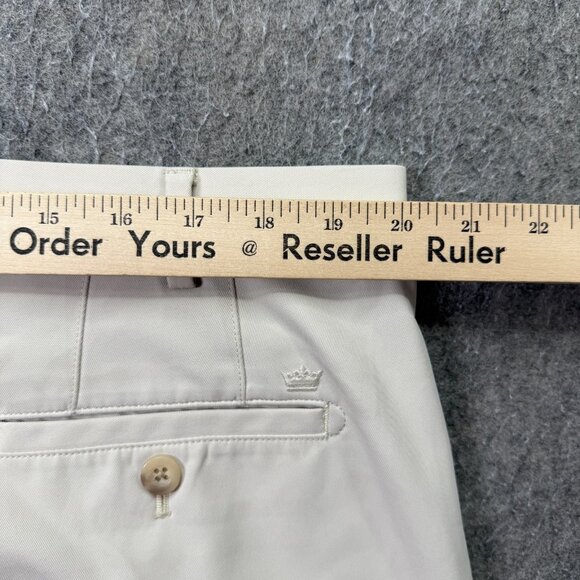 15 16 17 18 19 20 21 22
Order Yours @ Reseller Ruler